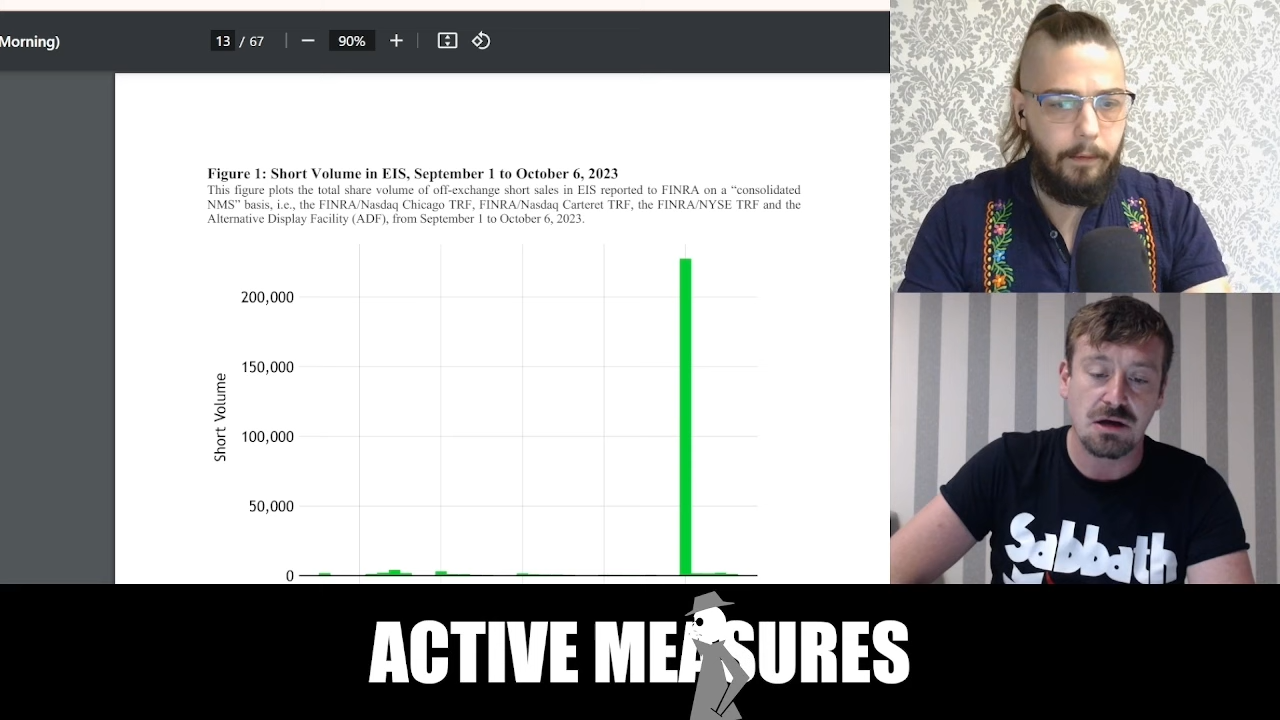 Morning)
13 / 67
90%
Figure 1: Short Volume in EIS, September 1 to October 6, 2023
This figure plots the total share volume of off-exchange short sales in EIS reported to FINRA on a “consolidated
NMS” basis, i.e., the FINRA/Nasdaq Chicago TRF, FINRA/Nasdaq Carteret TRF, the FINRA/NYSE TRF and the
Alternative Display Facility (ADF), from September 1 to October 6, 2023.
200,000
150,000
100,000
50,000
0
Short Volume
Sabbath
ACTIVE MEASURES